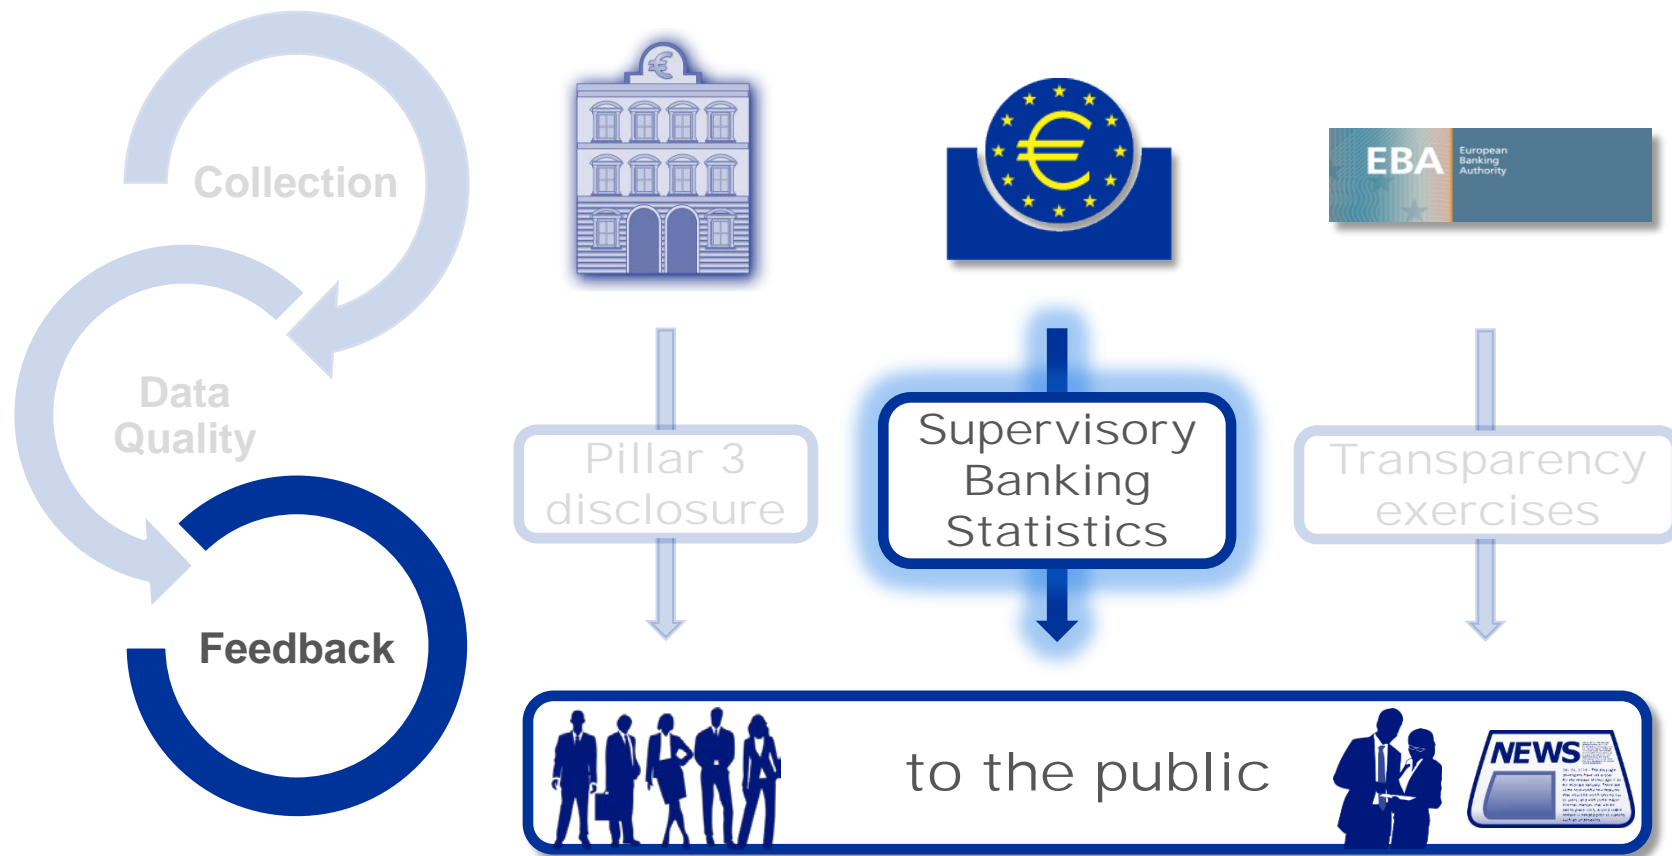 Collection
Data
Quality
Feedback
€
€
EBA
European
Banking
Authority
Pillar 3
disclosure
Supervisory
Banking
Statistics
Transparency
exercises
to the public
NEWS